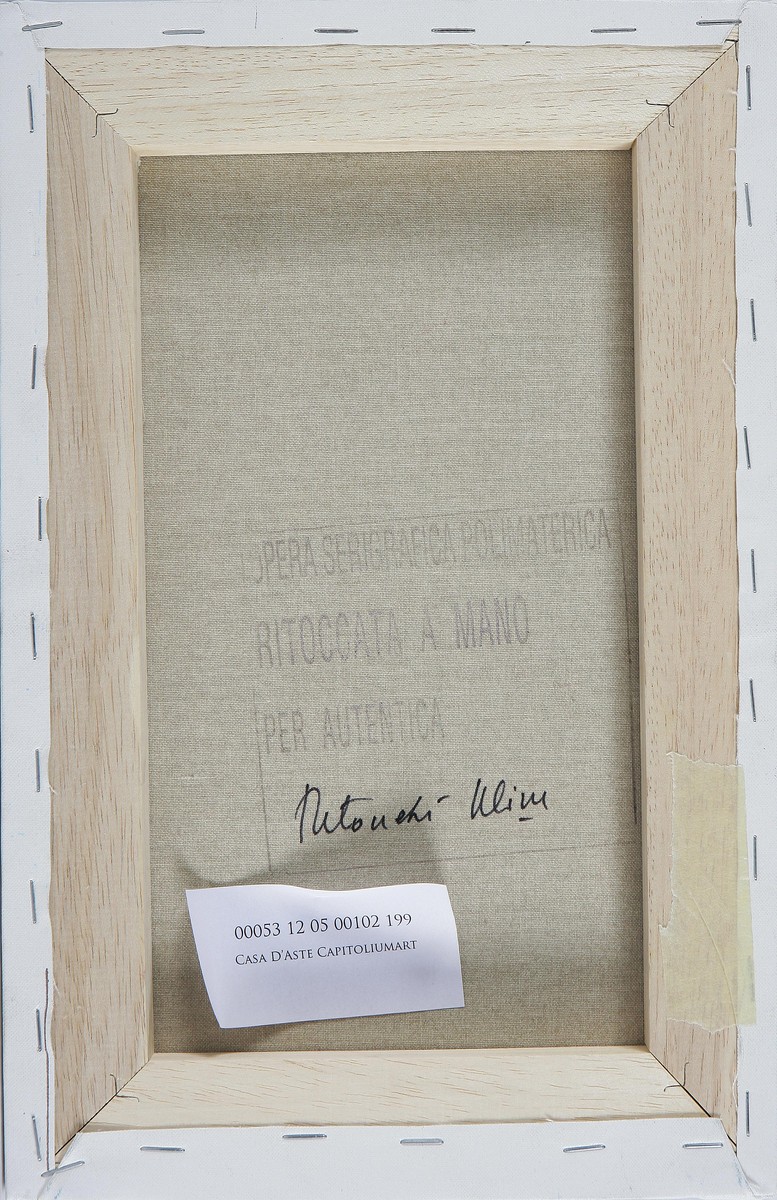 OPERA SERIGRAFICA POLIMATERICA
RITOCCATA A MANO
PER AUTENTICA
00053 12 05 00102 199
Casa D'Aste Capitoliumart